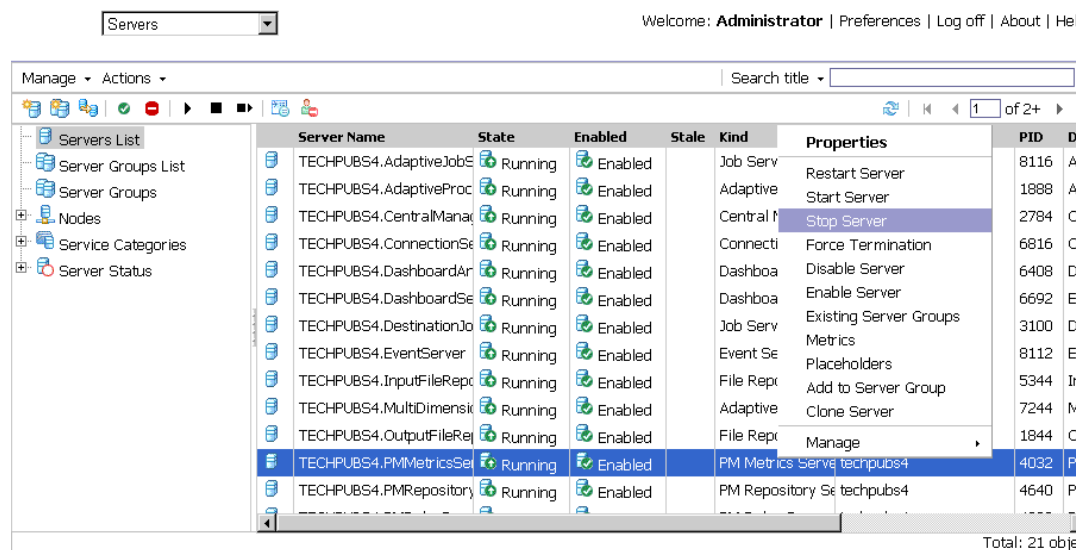 Servers
Welcome: Administrator | Preferences | Log off | About | Hel
Manage Actions
Search title
1 of 2+
Servers List
Server Groups List
Server Groups
Nodes
Service Categories
Server Status
Server Name State Enabled Stale Kind PID D
TECHPUBS4.AdaptiveJobS Running Enabled Job Serv 8116 A
TECHPUBS4.AdaptiveProc Running Enabled Adaptive 1888 A
TECHPUBS4.CentralManag Running Enabled Central M 2784 C
TECHPUBS4.ConnectionSe Running Enabled Connecti 6816 C
TECHPUBS4.DashboardAn Running Enabled Dashboa 6408 D
TECHPUBS4.DashboardSe Running Enabled Dashboa 6692 E
TECHPUBS4.DestinationJo Running Enabled Job Serv 3100 D
TECHPUBS4.EventServer Running Enabled Event Se 8112 E
TECHPUBS4.InputFileRepo Running Enabled File Repo 5344 In
TECHPUBS4.MultiDimensio Running Enabled Adaptive 7244 M
TECHPUBS4.OutputFileRep Running Enabled File Repo 1844 C
TECHPUBS4.PMMetricsSer Running Enabled PM Metrics Serve techpubs4 4032 P
TECHPUBS4.PMRepository Running Enabled PM Repository Se techpubs4 4640 P
Properties
Restart Server
Start Server
Stop Server
Force Termination
Disable Server
Enable Server
Existing Server Groups
Metrics
Placeholders
Add to Server Group
Clone Server
Manage
Total: 21 obje